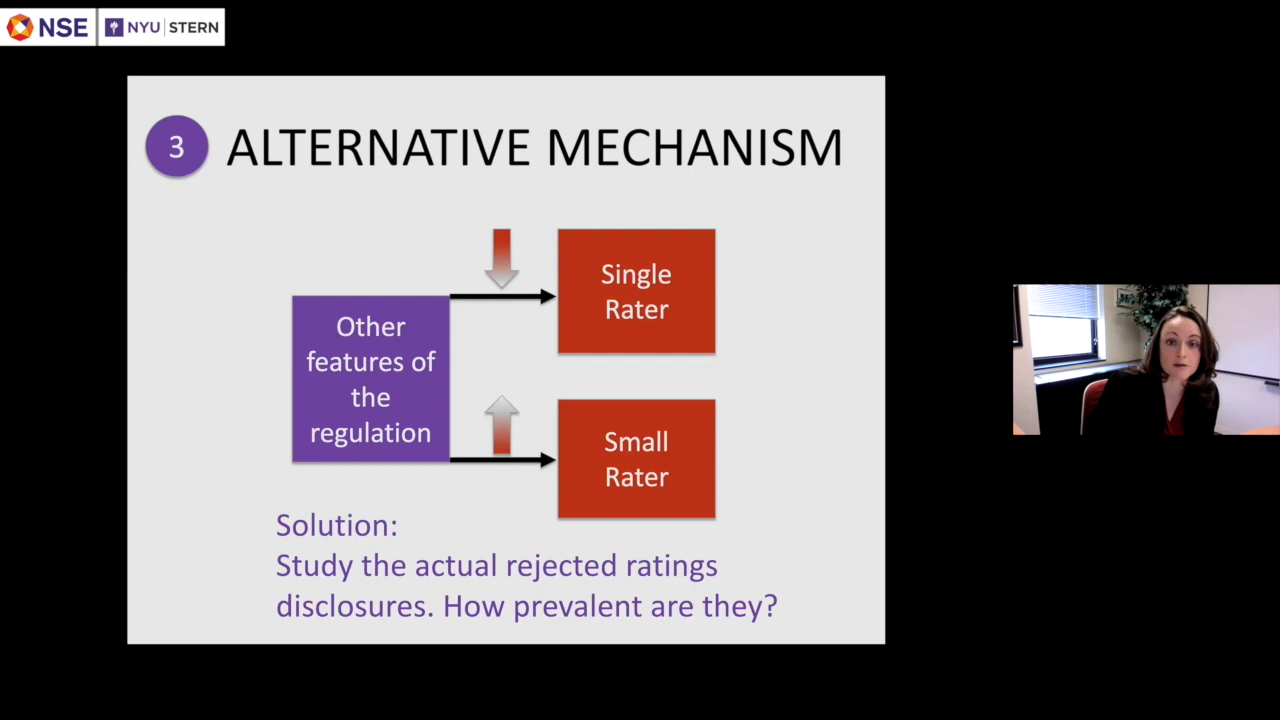 NSE NYU STERN
3 ALTERNATIVE MECHANISM
Single
Rater
Other
features of
the
regulation
Small
Rater
Solution:
Study the actual rejected ratings
disclosures. How prevalent are they?